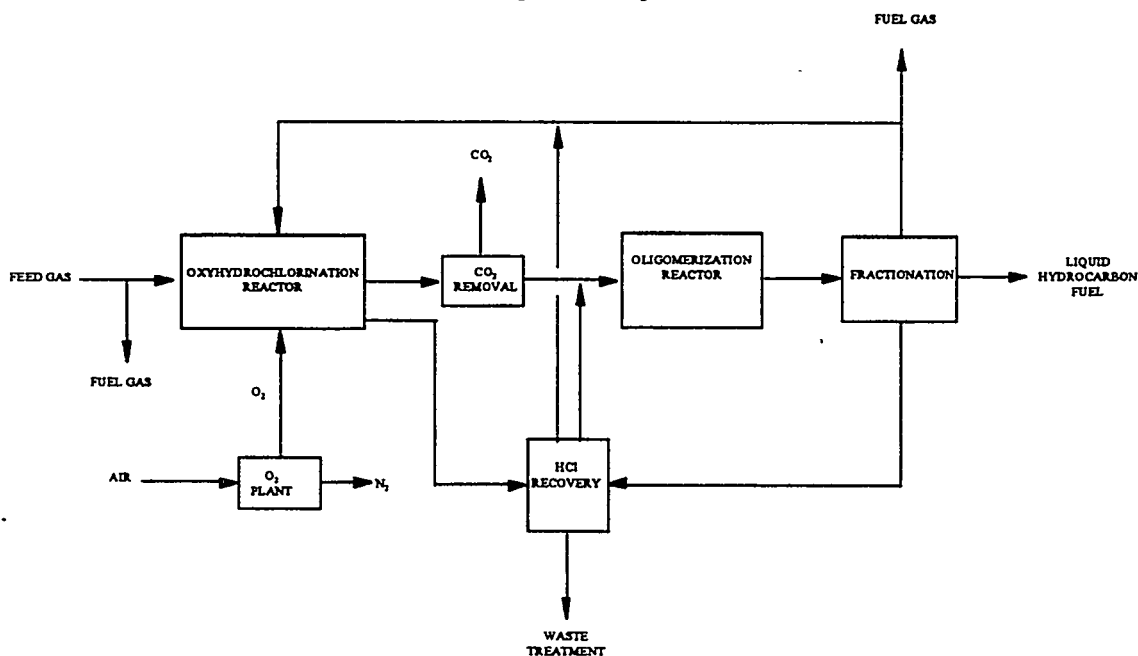 FUEL GAS
CO₂
OXYHYDROCHLORINATION
REACTOR
CO₂
REMOVAL
OLIGOMERIZATION
REACTOR
FRACTIONATION
LIQUID
HYDROCARBON
FUEL
FEED GAS
FUEL GAS
O₂
AIR
O₂
PLANT
N₂
HCl
RECOVERY
WASTE
TREATMENT